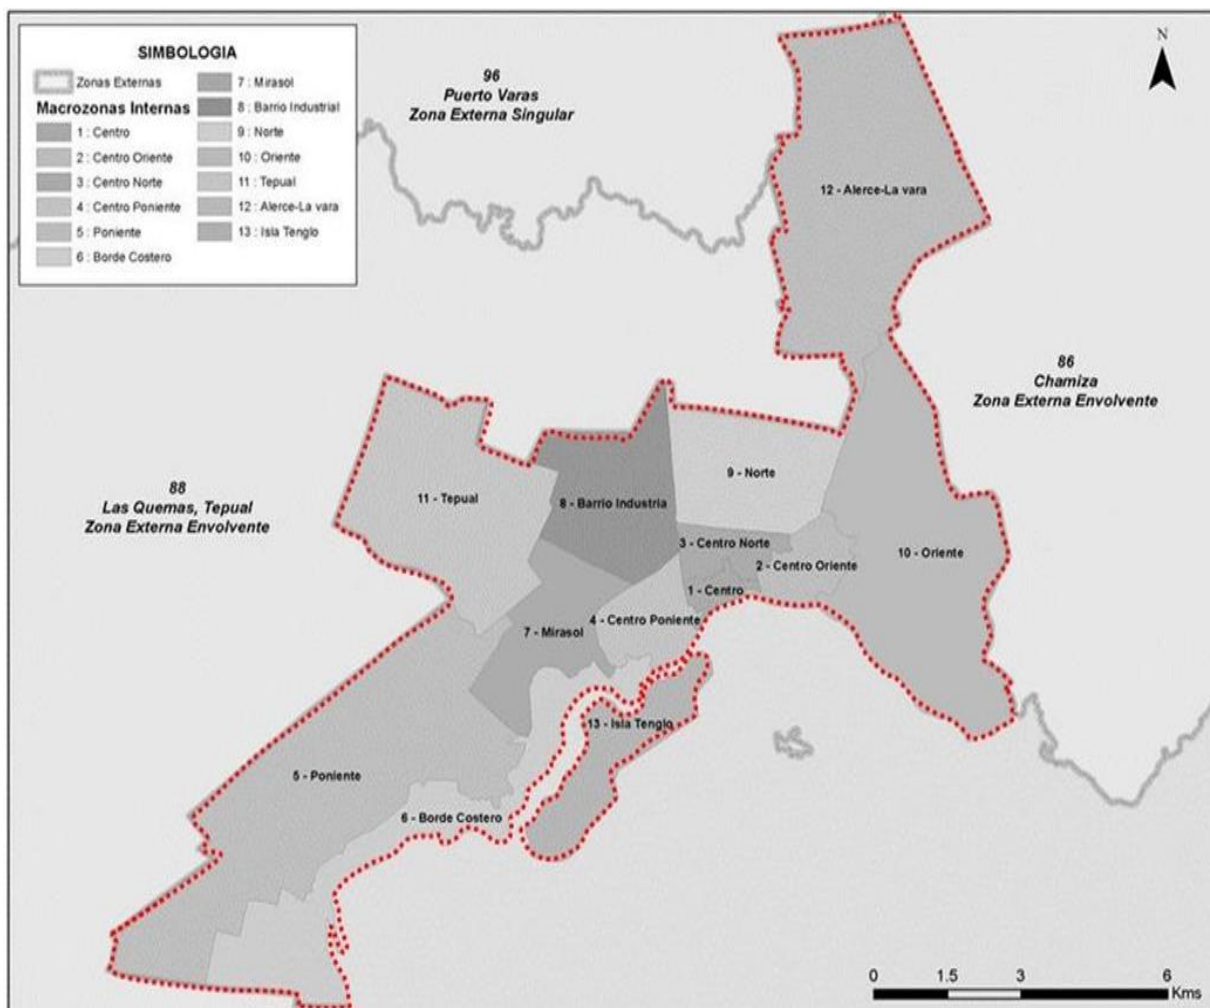 SIMBOLOGIA
Zonas Externas
Macrozonas Internas
1 : Centro
2 : Centro Oriente
3 : Centro Norte
4 : Centro Poniente
5 : Poniente
6 : Borde Costero
7 : Mirasol
8 : Barrio Industrial
9 : Norte
10 : Oriente
11 : Tepual
12 : Alerce-La vara
13 : Isla Tenglo
96
Puerto Varas
Zona Externa Singular
N
12 - Alerce-La vara
86
Chamiza
Zona Externa Envolvente
88
Las Quemas, Tepual
Zona Externa Envolvente
11 - Tepual
8 - Barrio Industria
9 - Norte
3 - Centro Norte
2 - Centro Oriente
10 - Oriente
1 - Centro
4 - Centro Poniente
7 - Mirasol
13 - Isla Tenglo
5 - Poniente
6 - Borde Costero
0 1.5 3 6
Kms